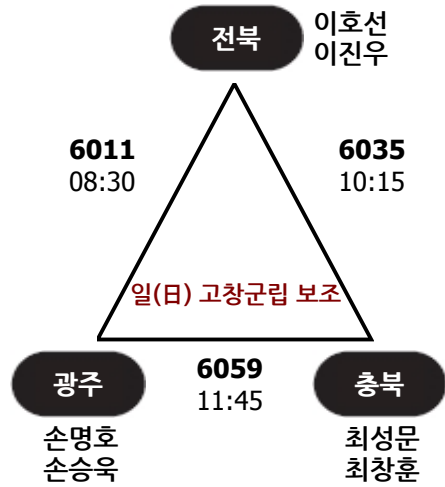 전북
이호선
이진우
6011
08:30
6035
10:15
일(日) 고창군립 보조
광주
6059
11:45
충북
손명호
손승욱
최성문
최창훈